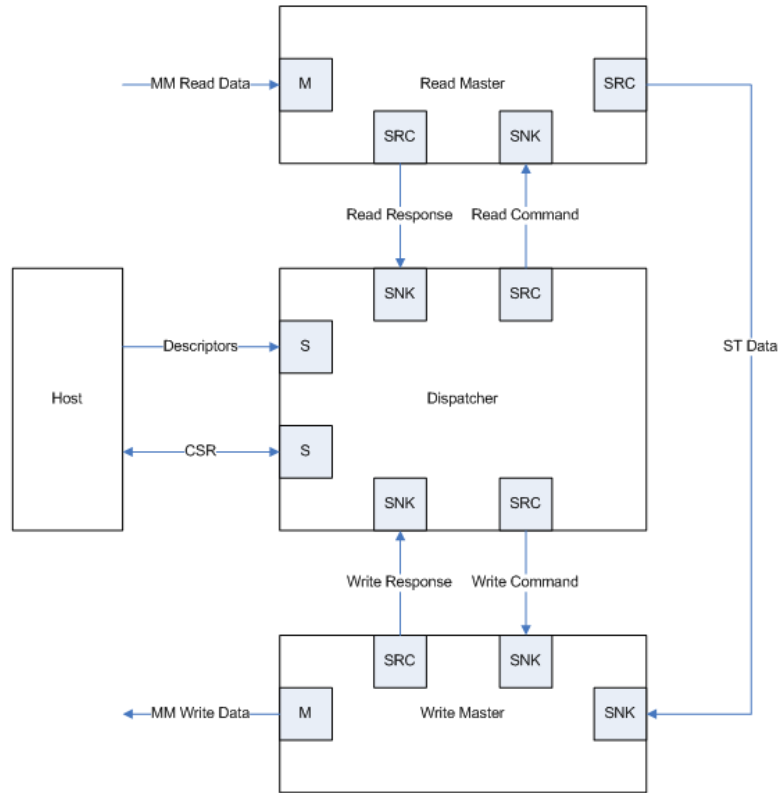 MM Read Data
M
Read Master
SRC
SRC
SNK
Read Response
Read Command
SNK
SRC
Host
Descriptors
S
Dispatcher
ST Data
CSR
S
SNK
SRC
Write Response
Write Command
SRC
SNK
MM Write Data
M
Write Master
SNK